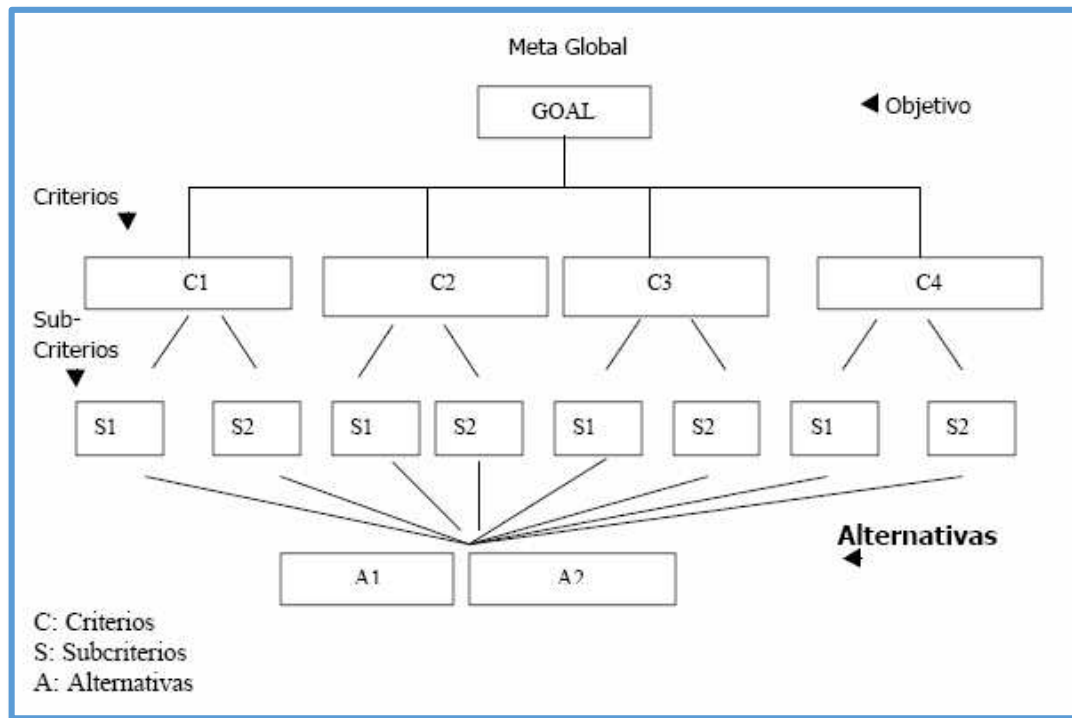 Meta Global
GOAL
Objetivo
Criterios
C1 C2 C3 C4
Sub-
Criterios
S1 S2 S1 S2 S1 S2 S1 S2
Alternativas
A1 A2
C: Criterios
S: Subcriterios
A: Alternativas